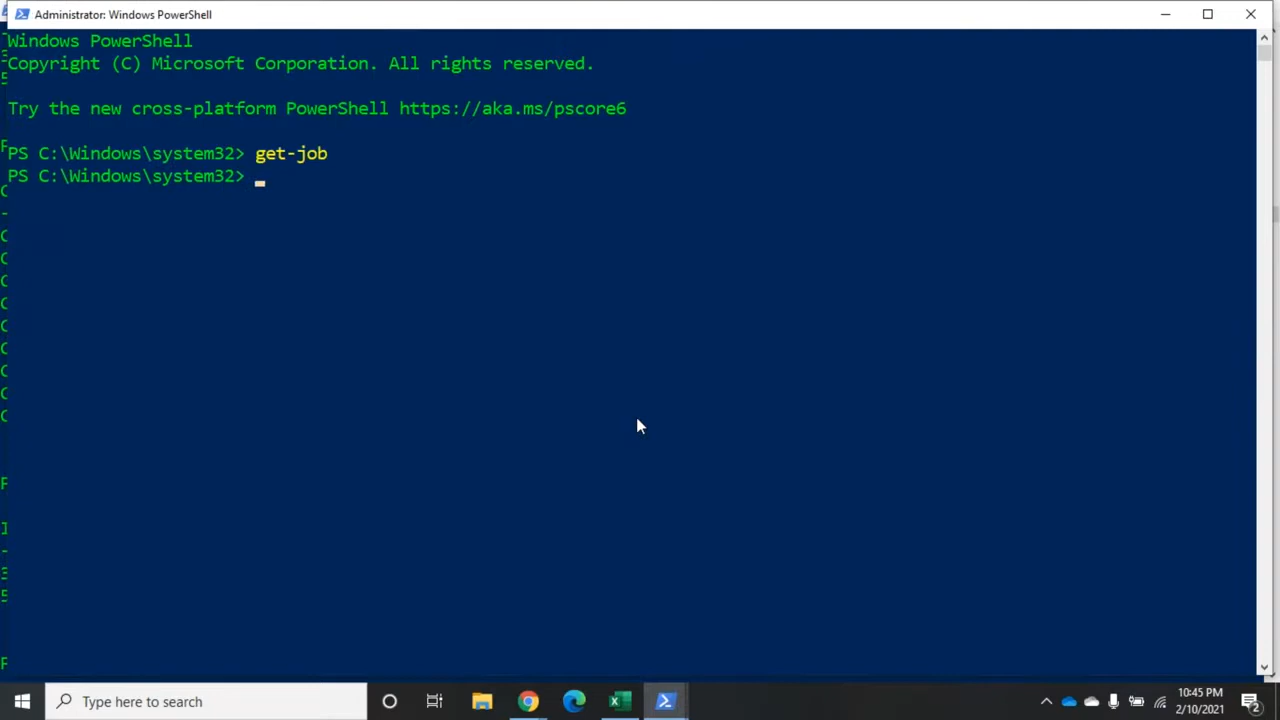 Administrator: Windows PowerShell
Windows PowerShell
Copyright (C) Microsoft Corporation. All rights reserved.
Try the new cross-platform PowerShell https://aka.ms/pscore6
PS C:\Windows\system32> get-job
PS C:\Windows\system32>
Type here to search
10:45 PM
2/10/2021
2